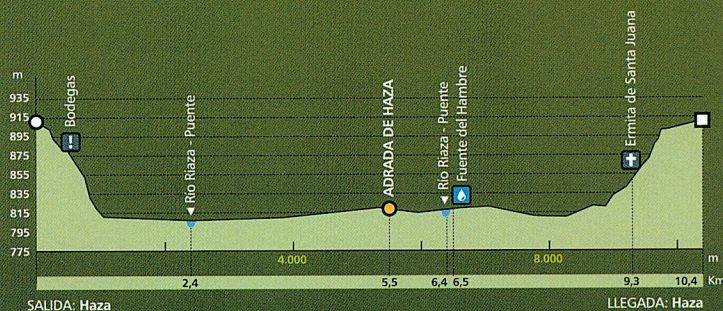 m
935
915
895
875
855
835
815
795
775
Bodegas
!
Río Riaza - Puente
ADRADA DE HAZA
Río Riaza - Puente
Fuente del Hambre
Ermita de Santa Juana
4.000
8.000
m
2,4
5,5
6,4
6,5
9,3
10,4
Km
SALIDA: Haza
LLEGADA: Haza